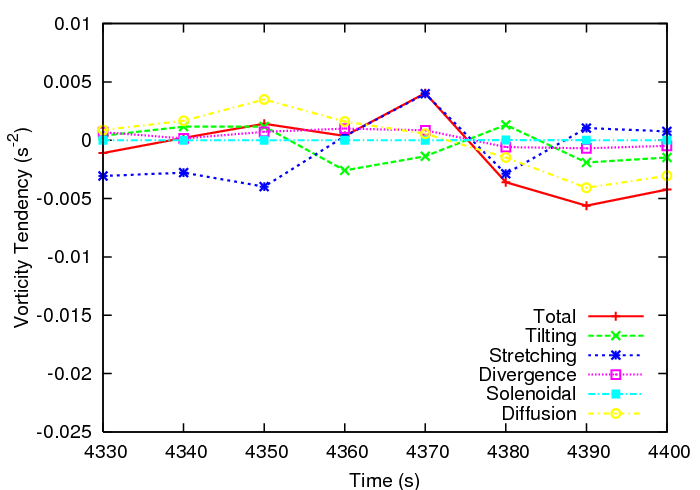 0.01
0.005
0
-0.005
-0.01
-0.015
-0.02
-0.025
Vorticity Tendency (s⁻²)
4330 4340 4350 4360 4370 4380 4390 4400
Time (s)
Total
Tilting
Stretching
Divergence
Solenoidal
Diffusion